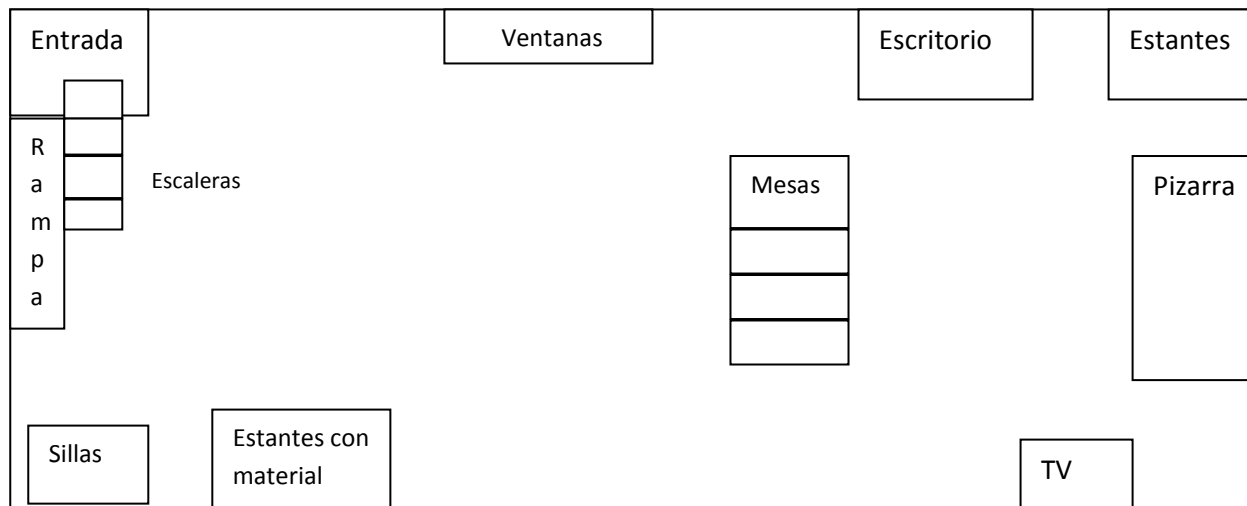 Entrada
Ventanas
Escritorio
Estantes
R
a
m
p
a
Escaleras
Mesas
Pizarra
Sillas
Estantes con
material
TV